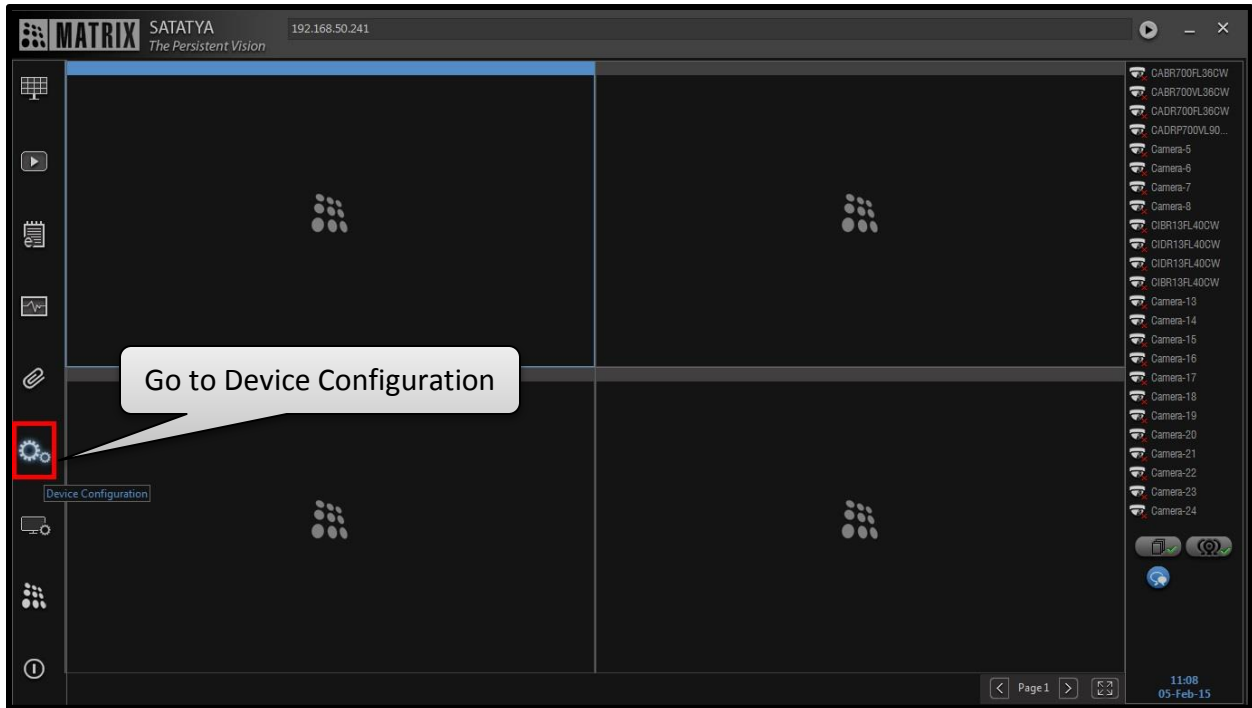 MATRIX
SATATYA
The Persistent Vision
192.168.50.241
CABR700FL36CW
CABR700VL36CW
CADR700FL36CW
CADRP700VL90...
Camera-5
Camera-6
Camera-7
Camera-8
CIBR13FL40CW
CIDR13FL40CW
CIDR13FL40CW
CIBR13FL40CW
Camera-13
Camera-14
Camera-15
Camera-16
Camera-17
Camera-18
Camera-19
Camera-20
Camera-21
Camera-22
Camera-23
Camera-24
Go to Device Configuration
Device Configuration
Page 1
11:08
05-Feb-15